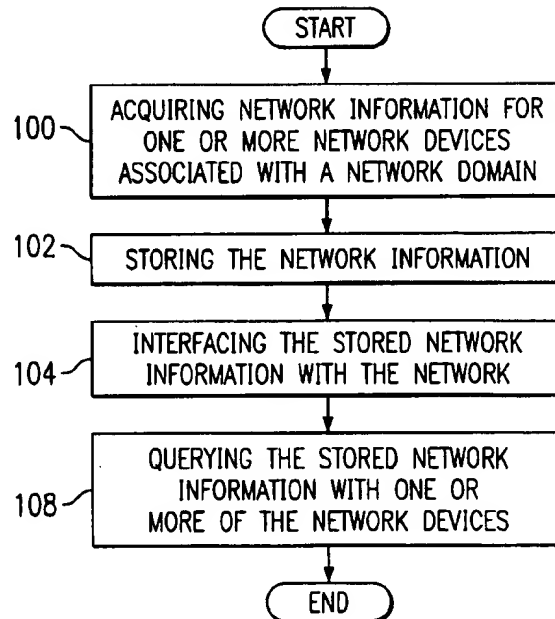 START
100
ACQUIRING NETWORK INFORMATION FOR
ONE OR MORE NETWORK DEVICES
ASSOCIATED WITH A NETWORK DOMAIN
102
STORING THE NETWORK INFORMATION
104
INTERFACING THE STORED NETWORK
INFORMATION WITH THE NETWORK
108
QUERYING THE STORED NETWORK
INFORMATION WITH ONE OR
MORE OF THE NETWORK DEVICES
END